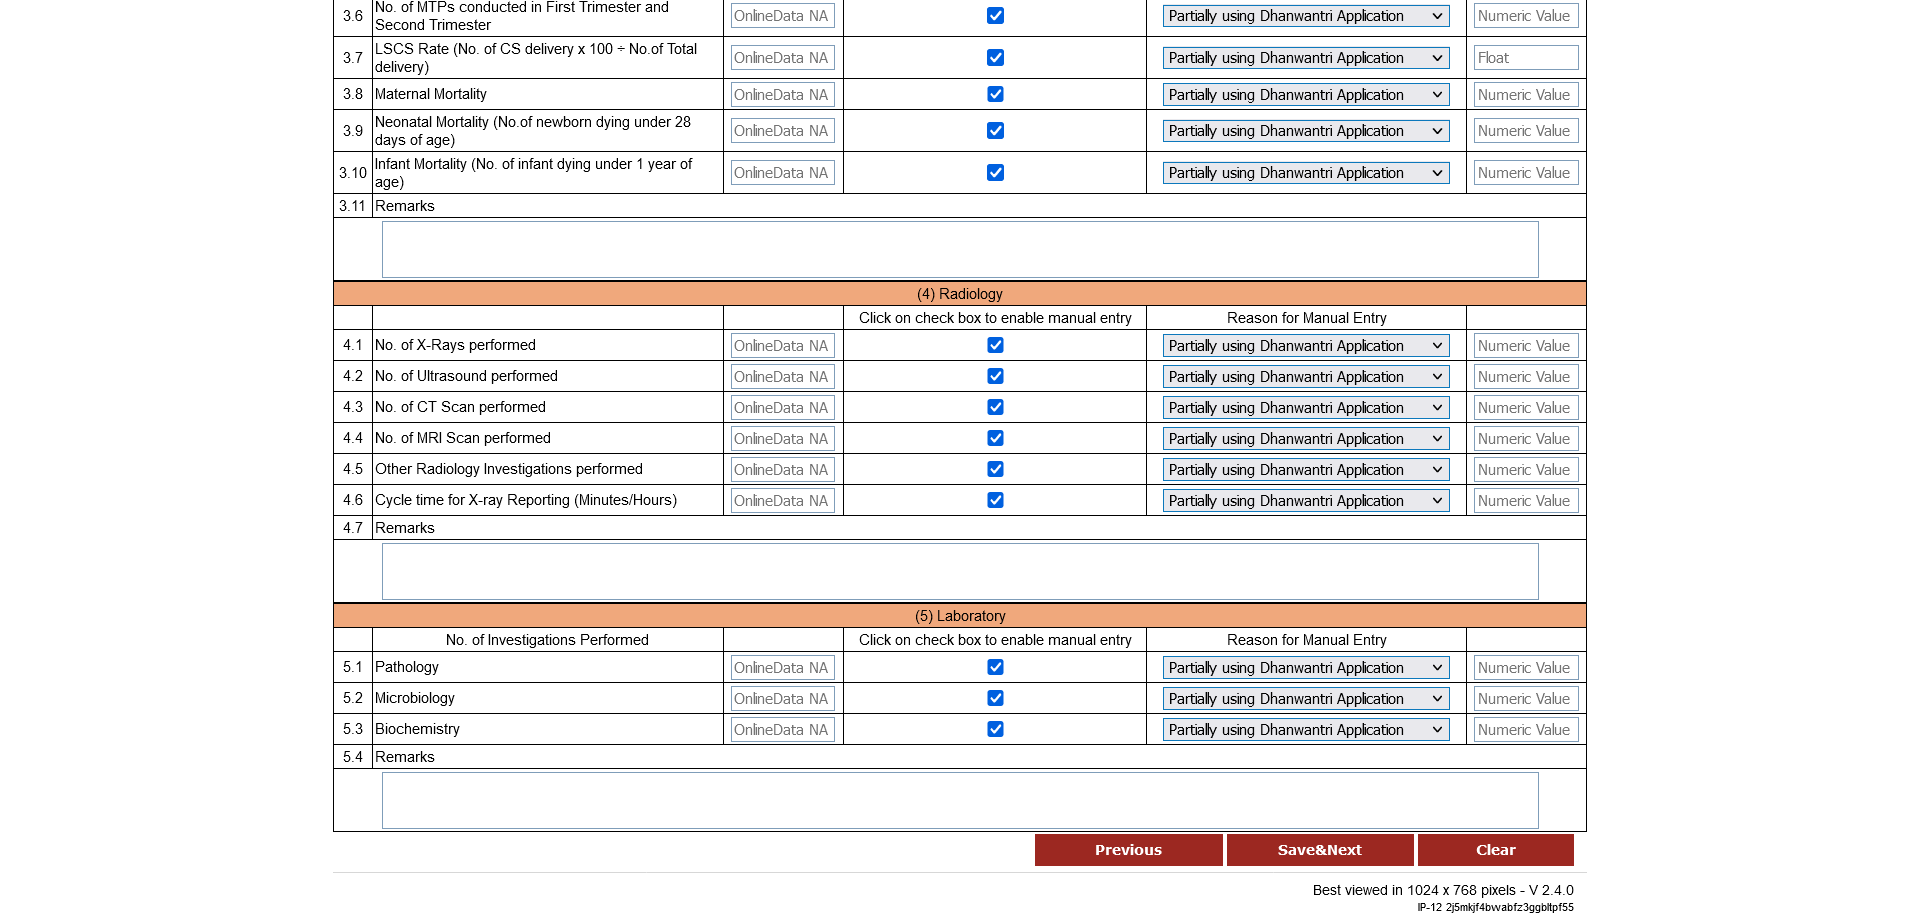 3.6 No. of MTPs conducted in First Trimester and Second Trimester OnlineData NA Partially using Dhanwantri Application Numeric Value
3.7 LSCS Rate (No. of CS delivery x 100 ÷ No.of Total delivery) OnlineData NA Partially using Dhanwantri Application Float
3.8 Maternal Mortality OnlineData NA Partially using Dhanwantri Application Numeric Value
3.9 Neonatal Mortality (No.of newborn dying under 28 days of age) OnlineData NA Partially using Dhanwantri Application Numeric Value
3.10 Infant Mortality (No. of infant dying under 1 year of age) OnlineData NA Partially using Dhanwantri Application Numeric Value
3.11 Remarks
(4) Radiology
Click on check box to enable manual entry Reason for Manual Entry
4.1 No. of X-Rays performed OnlineData NA Partially using Dhanwantri Application Numeric Value
4.2 No. of Ultrasound performed OnlineData NA Partially using Dhanwantri Application Numeric Value
4.3 No. of CT Scan performed OnlineData NA Partially using Dhanwantri Application Numeric Value
4.4 No. of MRI Scan performed OnlineData NA Partially using Dhanwantri Application Numeric Value
4.5 Other Radiology Investigations performed OnlineData NA Partially using Dhanwantri Application Numeric Value
4.6 Cycle time for X-ray Reporting (Minutes/Hours) OnlineData NA Partially using Dhanwantri Application Numeric Value
4.7 Remarks
(5) Laboratory
No. of Investigations Performed Click on check box to enable manual entry Reason for Manual Entry
5.1 Pathology OnlineData NA Partially using Dhanwantri Application Numeric Value
5.2 Microbiology OnlineData NA Partially using Dhanwantri Application Numeric Value
5.3 Biochemistry OnlineData NA Partially using Dhanwantri Application Numeric Value
5.4 Remarks
Previous Save&Next Clear
Best viewed in 1024 x 768 pixels - V 2.4.0
IP-12 2j5mkjf4bvvabfz3ggbltpf55